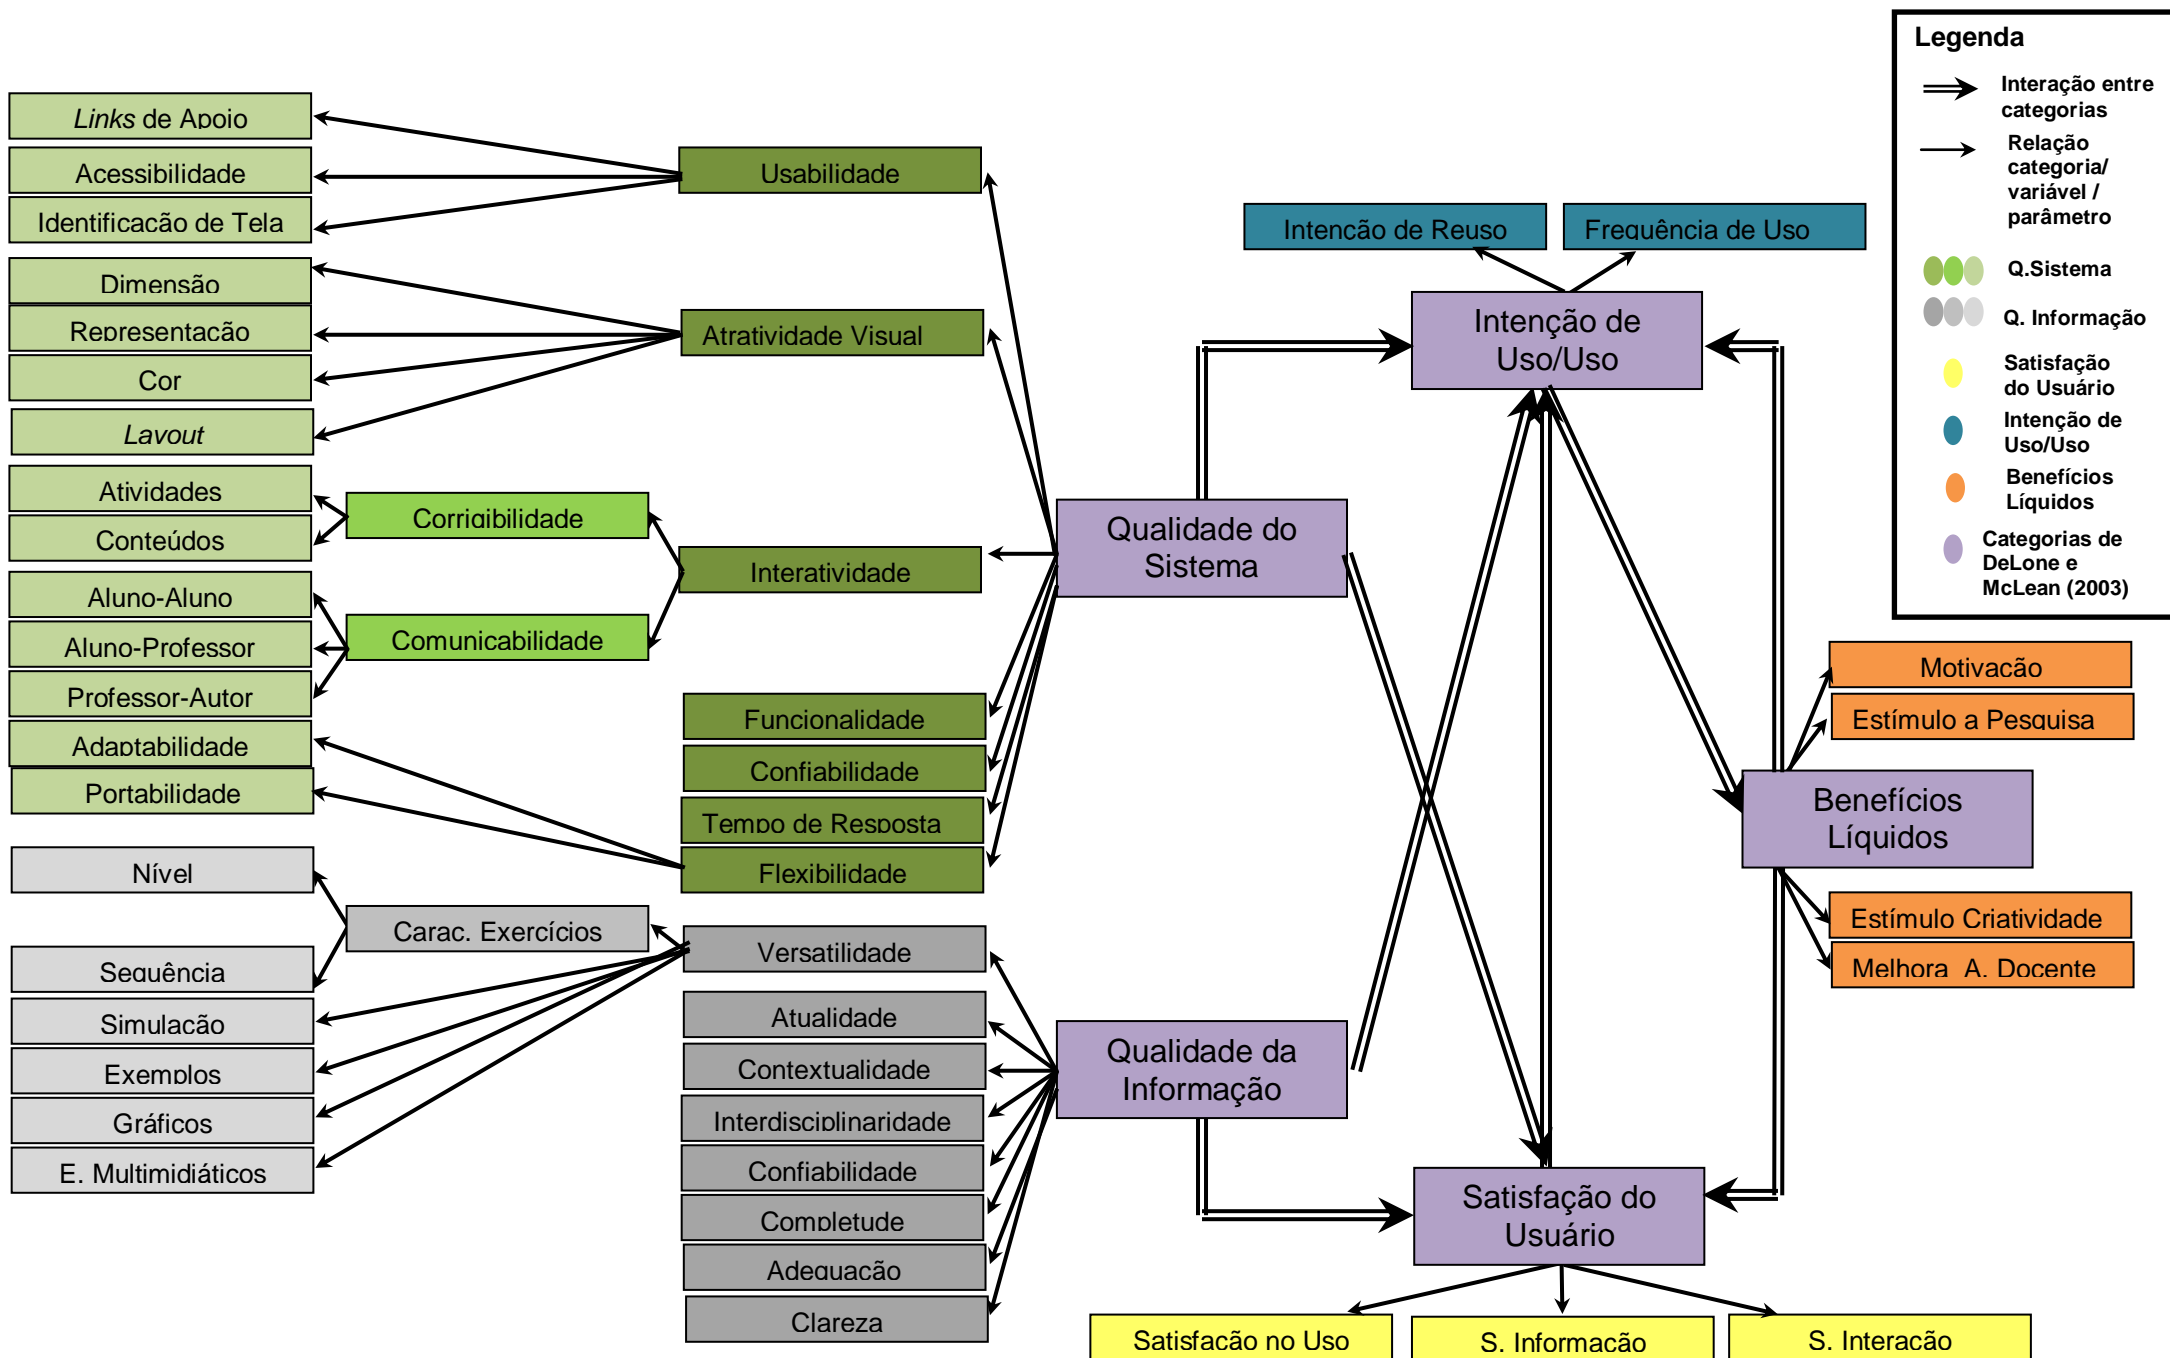 Legenda
Interação entre
categorias
Relação
categoria/
variável /
parâmetro
Q.Sistema
Q. Informação
Satisfação
do Usuário
Intenção de
Uso/Uso
Benefícios
Líquidos
Categorias de
DeLone e
McLean (2003)
Links de Apoio
Acessibilidade
Identificação de Tela
Dimensão
Representação
Cor
Layout
Atividades
Conteúdos
Aluno-Aluno
Aluno-Professor
Professor-Autor
Adaptabilidade
Portabilidade
Nível
Sequência
Simulação
Exemplos
Gráficos
E. Multimidiáticos
Corrigibilidade
Comunicabilidade
Carac. Exercícios
Usabilidade
Atratividade Visual
Interatividade
Funcionalidade
Confiabilidade
Tempo de Resposta
Flexibilidade
Versatilidade
Atualidade
Contextualidade
Interdisciplinaridade
Confiabilidade
Completude
Adequação
Clareza
Qualidade do
Sistema
Qualidade da
Informação
Intenção de Reuso
Frequência de Uso
Intenção de
Uso/Uso
Motivação
Estímulo a Pesquisa
Benefícios
Líquidos
Estímulo Criatividade
Melhora A. Docente
Satisfação do
Usuário
Satisfação no Uso
S. Informação
S. Interação